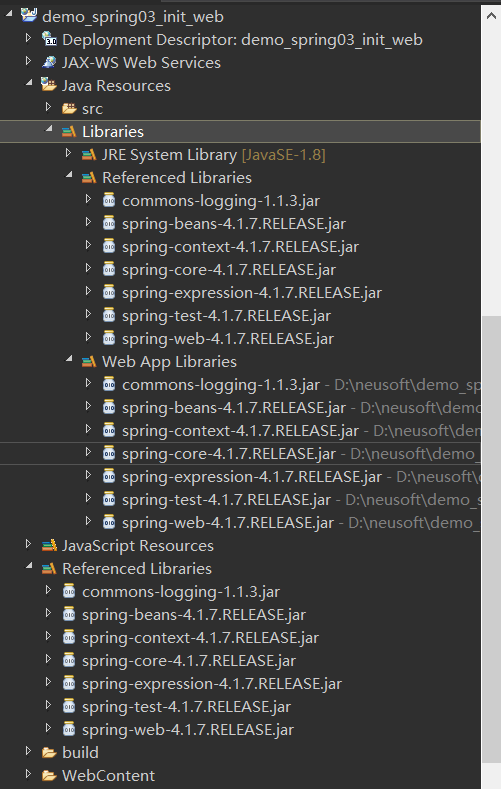 demo_spring03_init_web
Deployment Descriptor: demo_spring03_init_web
JAX-WS Web Services
Java Resources
src
Libraries
JRE System Library [JavaSE-1.8]
Referenced Libraries
commons-logging-1.1.3.jar
spring-beans-4.1.7.RELEASE.jar
spring-context-4.1.7.RELEASE.jar
spring-core-4.1.7.RELEASE.jar
spring-expression-4.1.7.RELEASE.jar
spring-test-4.1.7.RELEASE.jar
spring-web-4.1.7.RELEASE.jar
Web App Libraries
commons-logging-1.1.3.jar - D:\neusoft\demo_sp
spring-beans-4.1.7.RELEASE.jar - D:\neusoft\demo
spring-context-4.1.7.RELEASE.jar - D:\neusoft\de
spring-core-4.1.7.RELEASE.jar - D:\neusoft\demo_
spring-expression-4.1.7.RELEASE.jar - D:\neusoft\d
spring-test-4.1.7.RELEASE.jar - D:\neusoft\demo_s
spring-web-4.1.7.RELEASE.jar - D:\neusoft\demo_
JavaScript Resources
Referenced Libraries
commons-logging-1.1.3.jar
spring-beans-4.1.7.RELEASE.jar
spring-context-4.1.7.RELEASE.jar
spring-core-4.1.7.RELEASE.jar
spring-expression-4.1.7.RELEASE.jar
spring-test-4.1.7.RELEASE.jar
spring-web-4.1.7.RELEASE.jar
build
WebContent